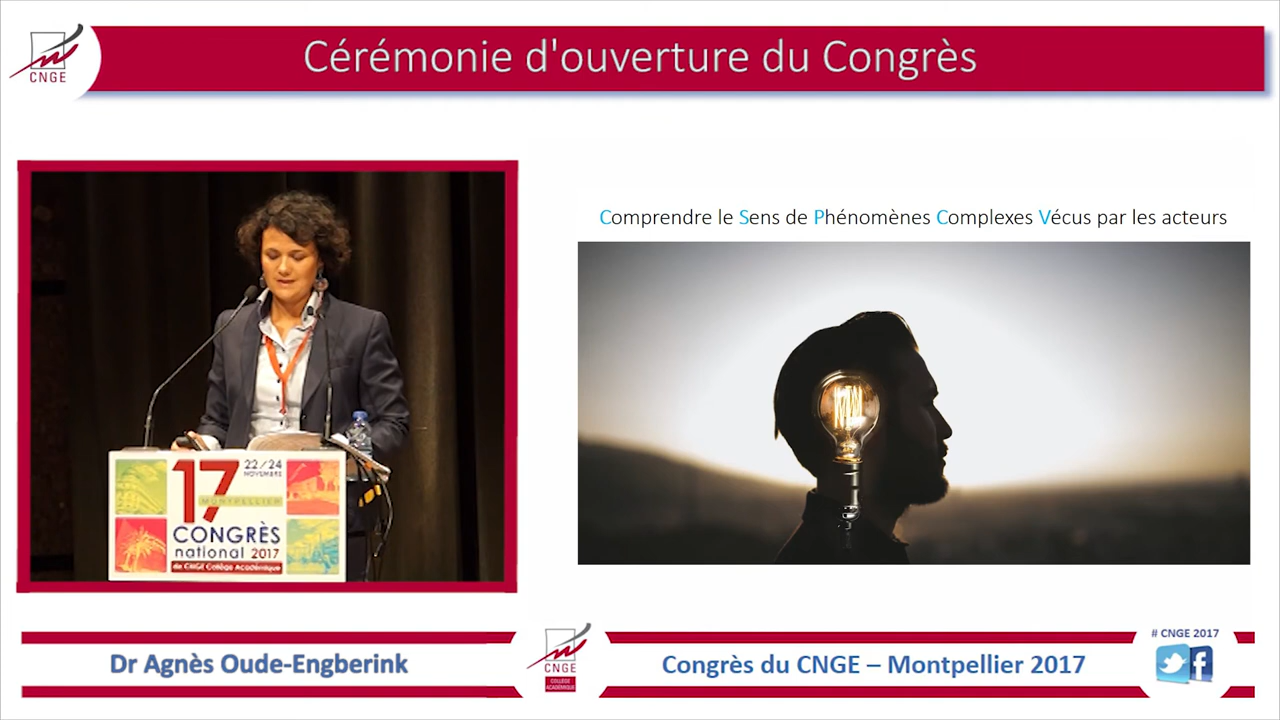 Cérémonie d'ouverture du Congrès
CNGE
Comprendre le Sens de Phénomènes Complexes Vécus par les acteurs
17
22/24
NOVEMBRE
MONTPELLIER
CONGRÈS
national 2017
du CNGE Collège Académique
Dr Agnès Oude-Engberink
CNGE
COLLÈGE
ACADÉMIQUE
Congrès du CNGE – Montpellier 2017
# CNGE 2017